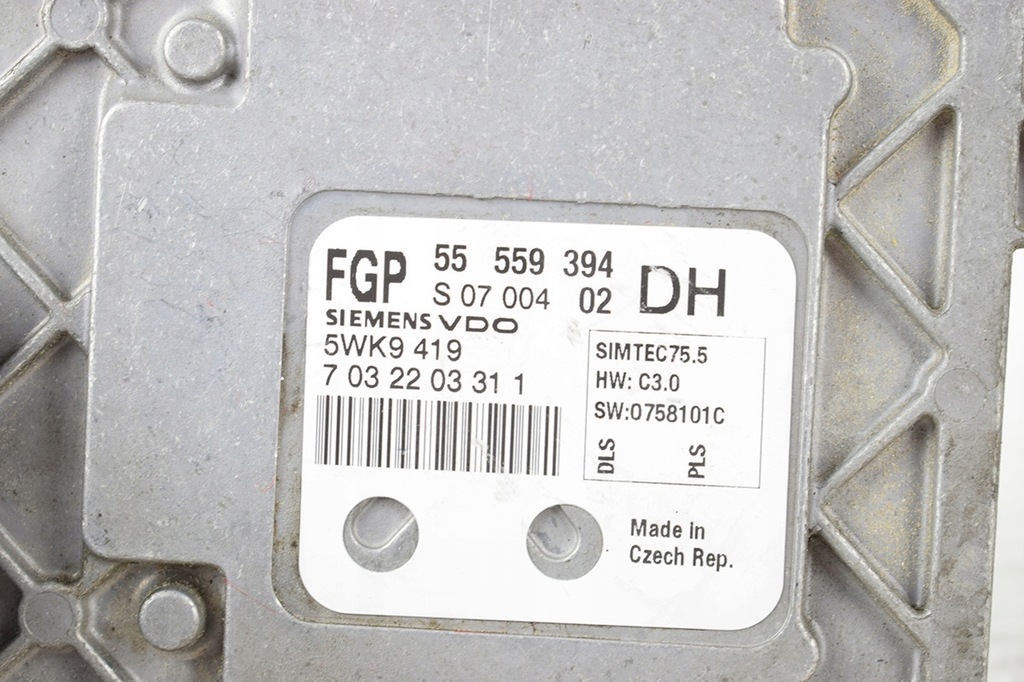 FGP 55 559 394 DH
S 07 004 02
SIEMENS VDO
5WK9 419
7 03 22 03 31 1
SIMTEC75.5
HW: C3.0
SW:0758101C
DLS PLS
Made in
Czech Rep.